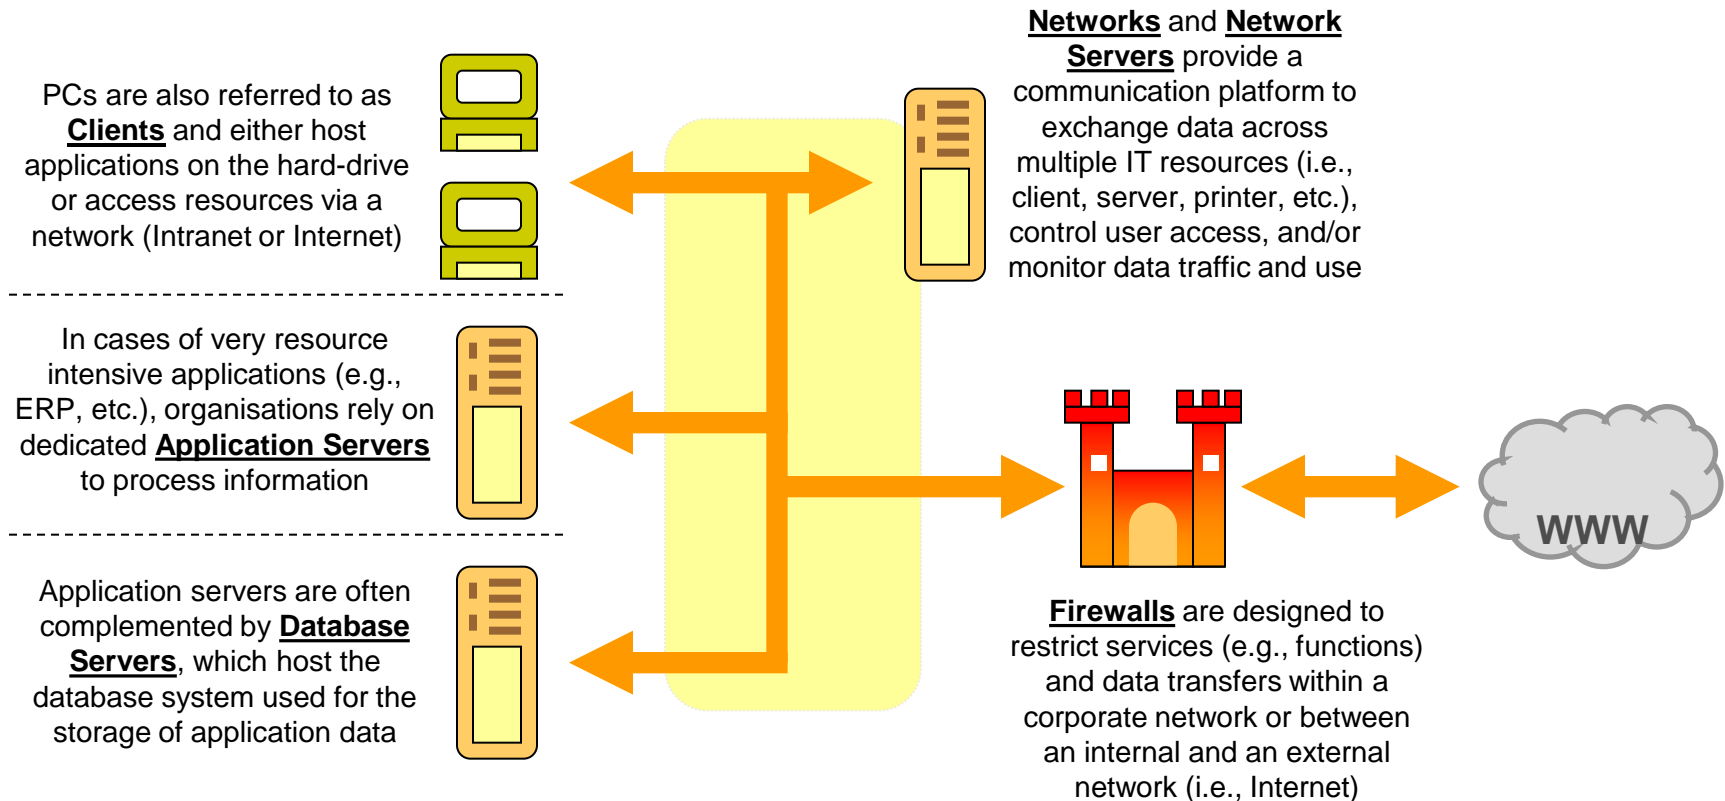 PCs are also referred to as
Clients and either host
applications on the hard-drive
or access resources via a
network (Intranet or Internet)
In cases of very resource
intensive applications (e.g.,
ERP, etc.), organisations rely on
dedicated Application Servers
to process information
Application servers are often
complemented by Database
Servers, which host the
database system used for the
storage of application data
Networks and Network
Servers provide a
communication platform to
exchange data across
multiple IT resources (i.e.,
client, server, printer, etc.),
control user access, and/or
monitor data traffic and use
WWW
Firewalls are designed to
restrict services (e.g., functions)
and data transfers within a
corporate network or between
an internal and an external
network (i.e., Internet)